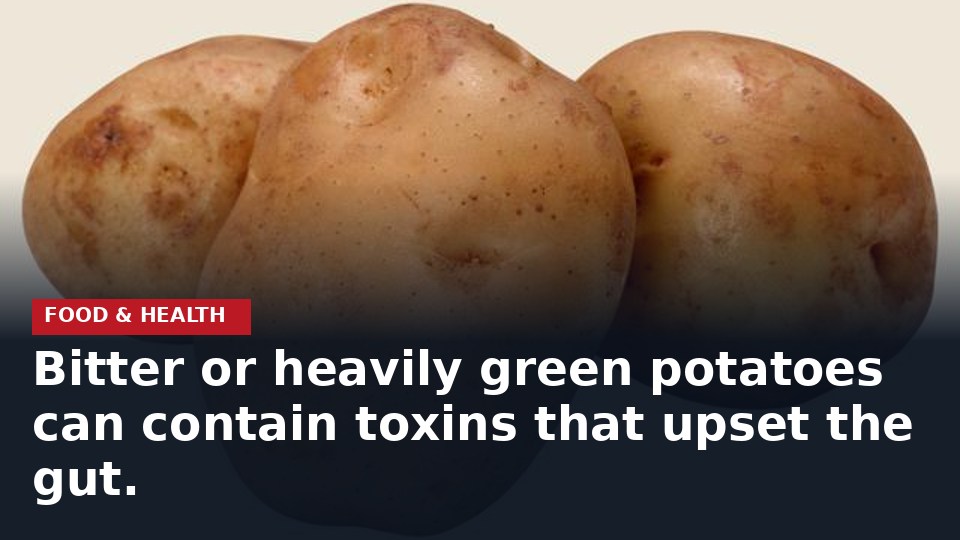 FOOD & HEALTH
Bitter or heavily green potatoes
can contain toxins that upset the
gut.